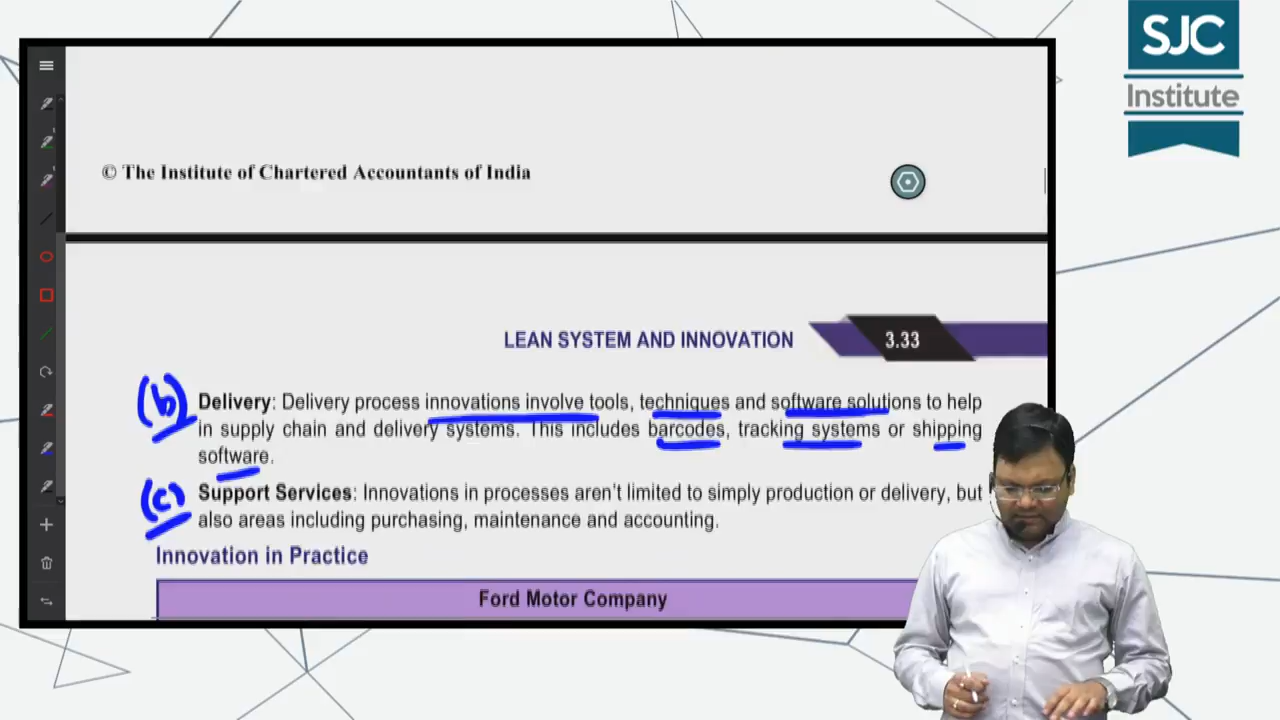 SJC
Institute
© The Institute of Chartered Accountants of India
LEAN SYSTEM AND INNOVATION
3.33
(b) Delivery: Delivery process innovations involve tools, techniques and software solutions to help
in supply chain and delivery systems. This includes barcodes, tracking systems or shipping
software.
(c) Support Services: Innovations in processes aren't limited to simply production or delivery, but
also areas including purchasing, maintenance and accounting.
Innovation in Practice
Ford Motor Company